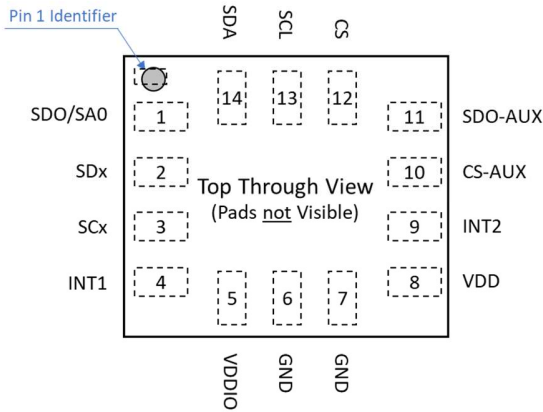 Pin 1 Identifier
SDA
SCL
CS
14
13
12
SDO/SA0
1
11
SDO-AUX
SDx
2
10
CS-AUX
Top Through View
(Pads not Visible)
SCx
3
9
INT2
INT1
4
8
VDD
5
6
7
VDDIO
GND
GND